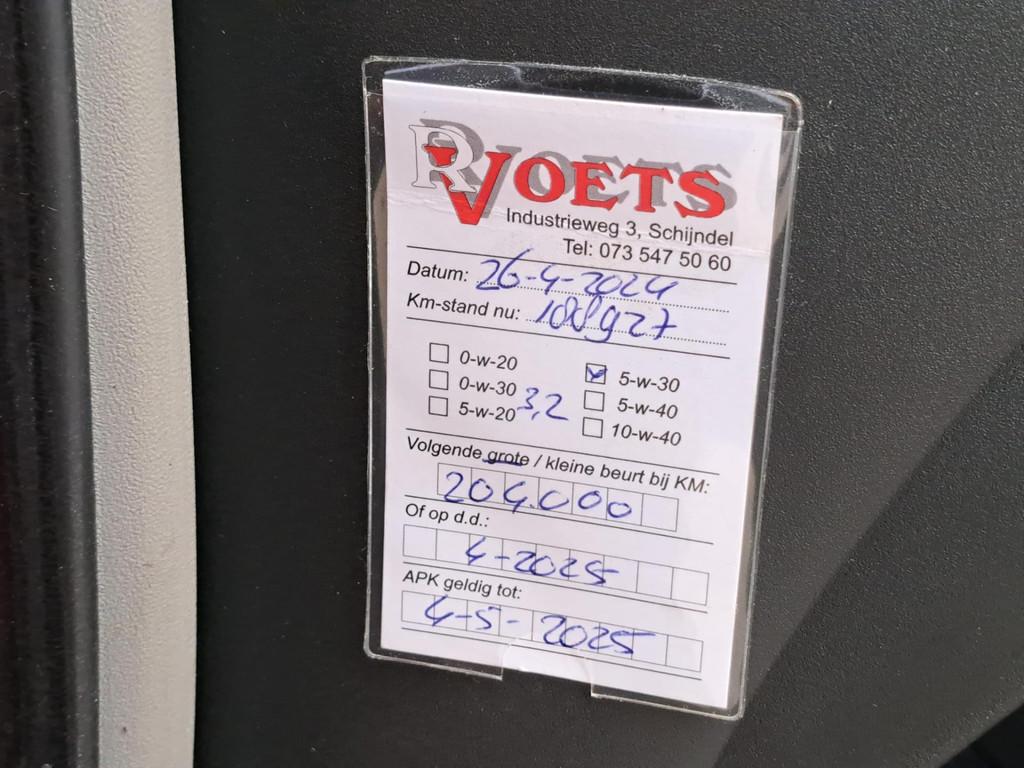 RVOETS
Industrieweg 3, Schijndel
Tel: 073 547 50 60
Datum: 26-4-2024
Km-stand nu: 188927
0-w-20 5-w-30
0-w-30 5-w-40
5-w-20 3,2 10-w-40
Volgende grote / kleine beurt bij KM:
204.000
Of op d.d.:
4-2025
APK geldig tot:
4-5-2025